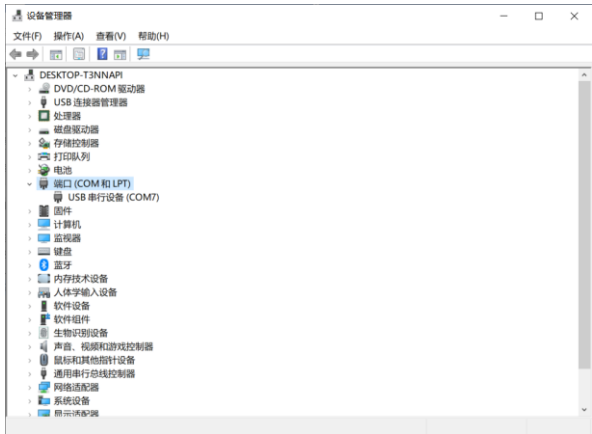 设备管理器
文件(F) 操作(A) 查看(V) 帮助(H)
DESKTOP-T3NNAPI
DVD/CD-ROM 驱动器
USB 连接器管理器
处理器
磁盘驱动器
存储控制器
打印队列
电池
端口 (COM 和 LPT)
USB 串行设备 (COM7)
固件
计算机
监视器
键盘
蓝牙
内存技术设备
人体学输入设备
软件设备
软件组件
生物识别设备
声音、视频和游戏控制器
鼠标和其他指针设备
通用串行总线控制器
网络适配器
系统设备
显示适配器